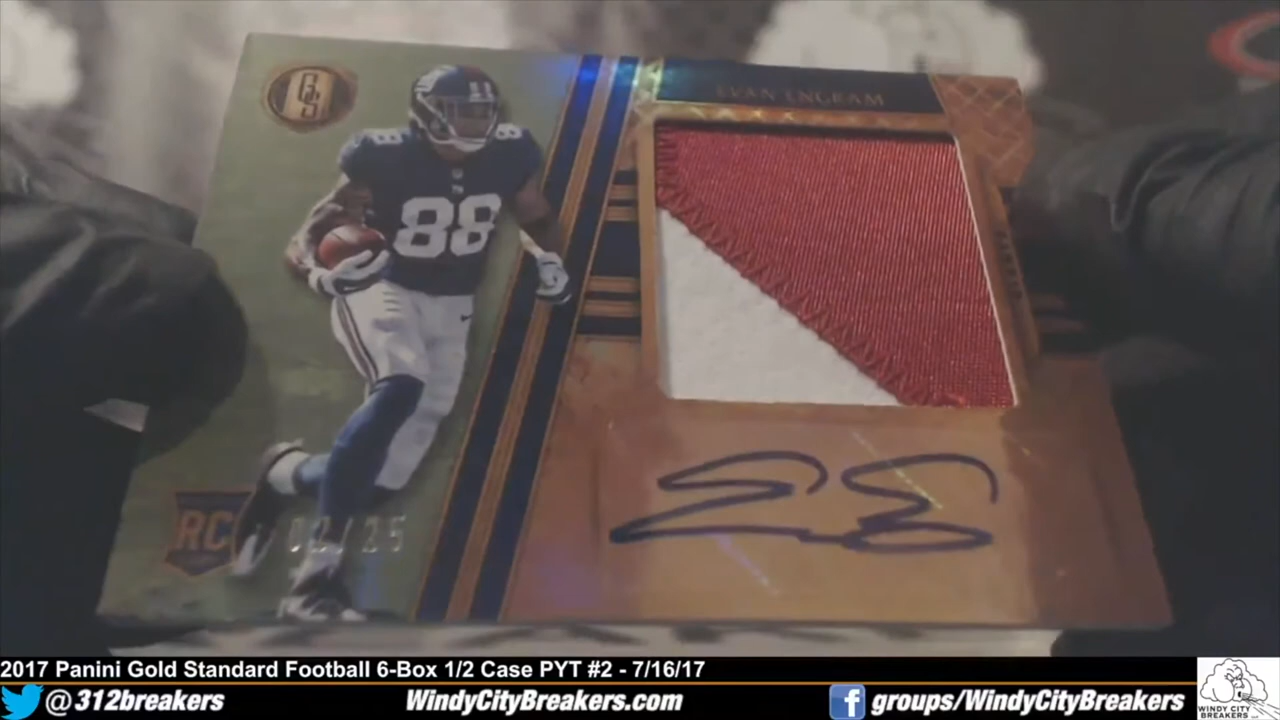 EVAN ENGRAM
88
88
RC
/25
2017 Panini Gold Standard Football 6-Box 1/2 Case PYT #2 - 7/16/17
@312breakers WindyCityBreakers.com groups/WindyCityBreakers
WINDY CITY
BREAKERS